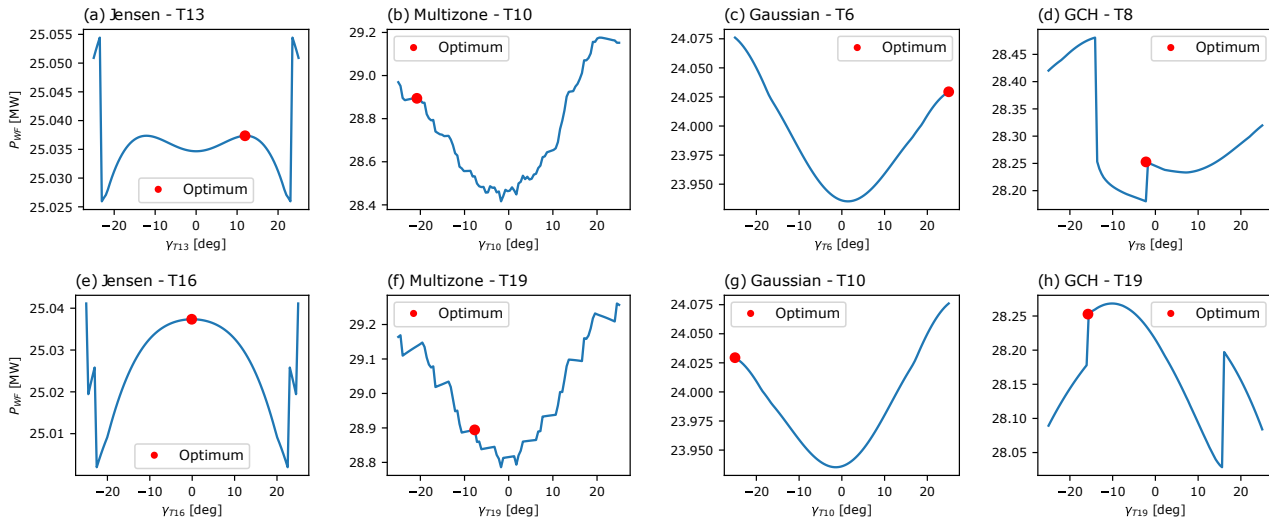 (a) Jensen - T13
P_WF [MW]
25.055
25.050
25.045
25.040
25.035
25.030
25.025
Optimum
−20 −10 0 10 20
γ_T13 [deg]
(b) Multizone - T10
29.2
29.0
28.8
28.6
28.4
Optimum
−20 −10 0 10 20
γ_T10 [deg]
(c) Gaussian - T6
24.075
24.050
24.025
24.000
23.975
23.950
Optimum
−20 −10 0 10 20
γ_T6 [deg]
(d) GCH - T8
28.45
28.40
28.35
28.30
28.25
28.20
Optimum
−20 −10 0 10 20
γ_T8 [deg]
(e) Jensen - T16
P_WF [MW]
25.04
25.03
25.02
25.01
Optimum
−20 −10 0 10 20
γ_T16 [deg]
(f) Multizone - T19
29.2
29.1
29.0
28.9
28.8
Optimum
−20 −10 0 10 20
γ_T19 [deg]
(g) Gaussian - T10
24.075
24.050
24.025
24.000
23.975
23.950
Optimum
−20 −10 0 10 20
γ_T10 [deg]
(h) GCH - T19
28.25
28.20
28.15
28.10
28.05
Optimum
−20 −10 0 10 20
γ_T19 [deg]